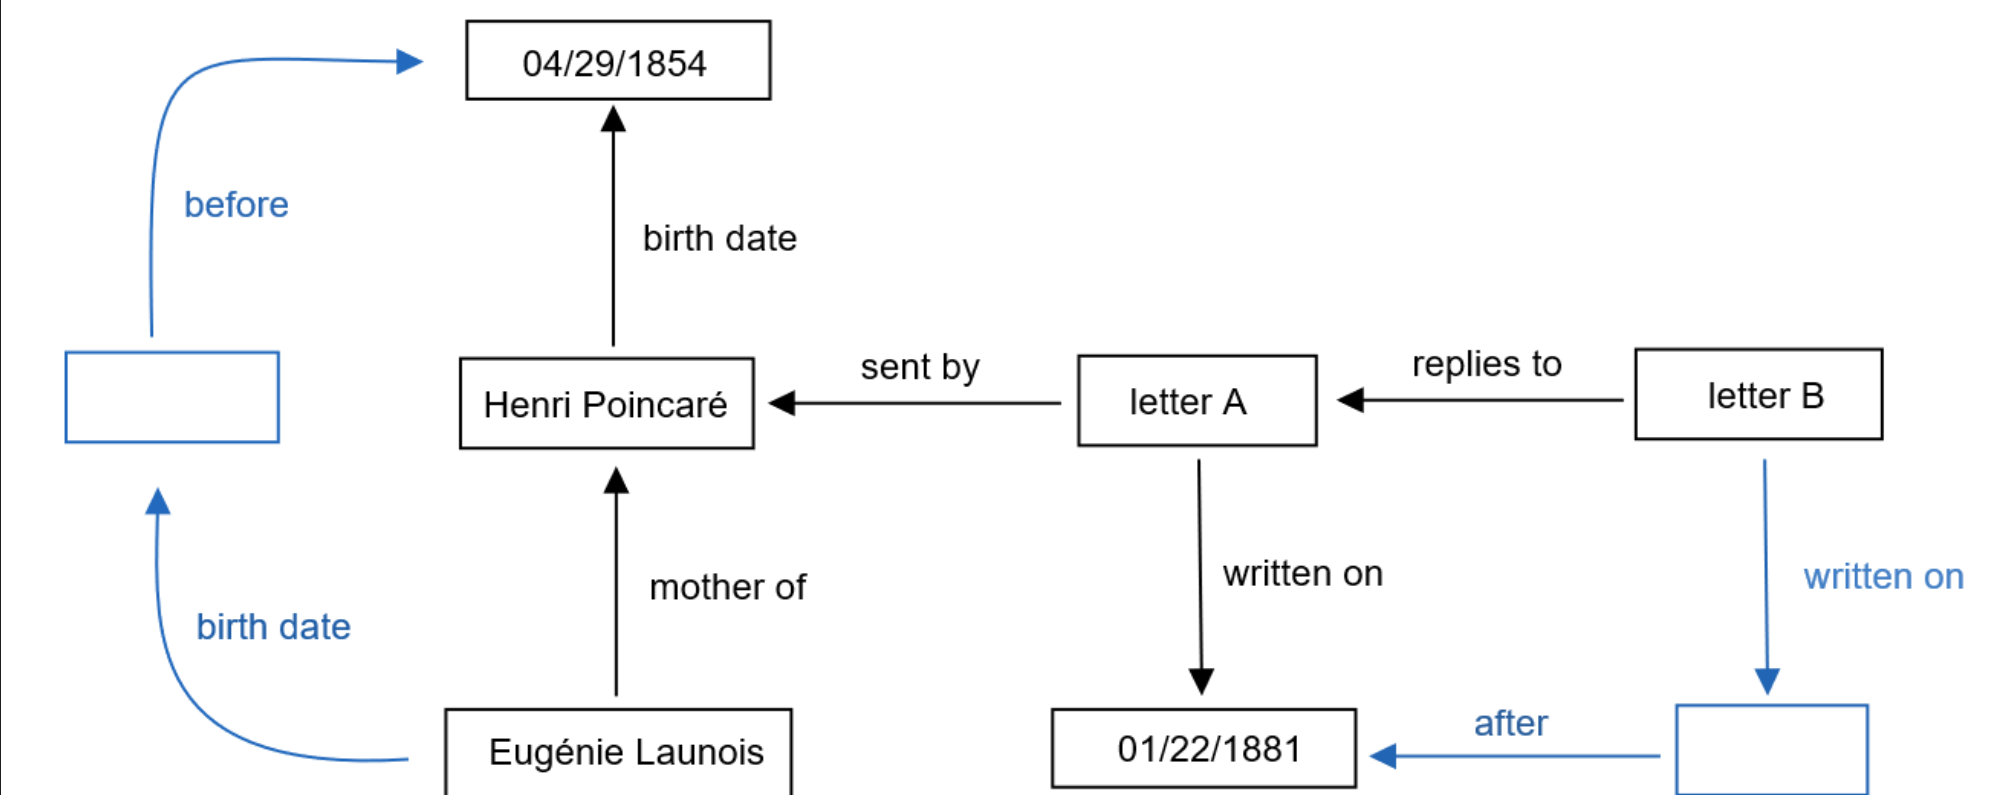 04/29/1854
before
birth date
Henri Poincaré
sent by
letter A
replies to
letter B
mother of
written on
written on
birth date
Eugénie Launois
01/22/1881
after